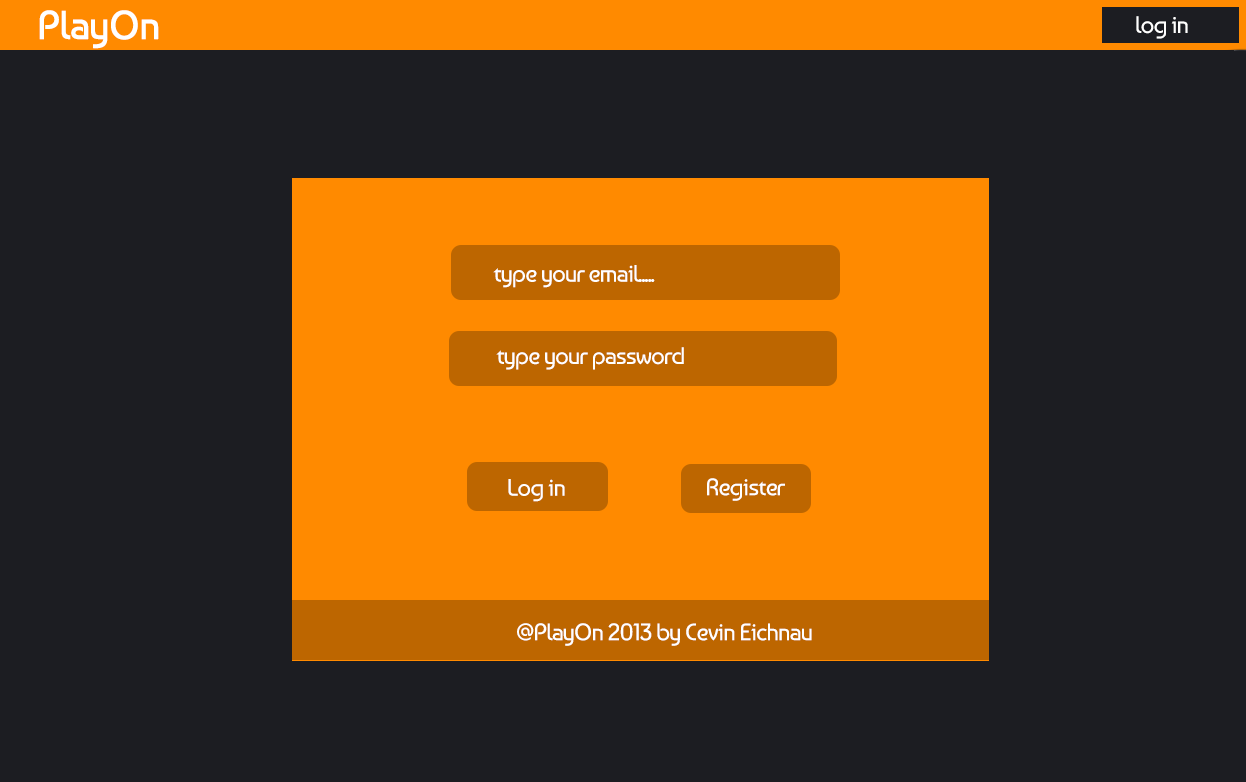 PlayOn
log in
type your email.....
type your password
Log in
Register
@PlayOn 2013 by Cevin Eichnau